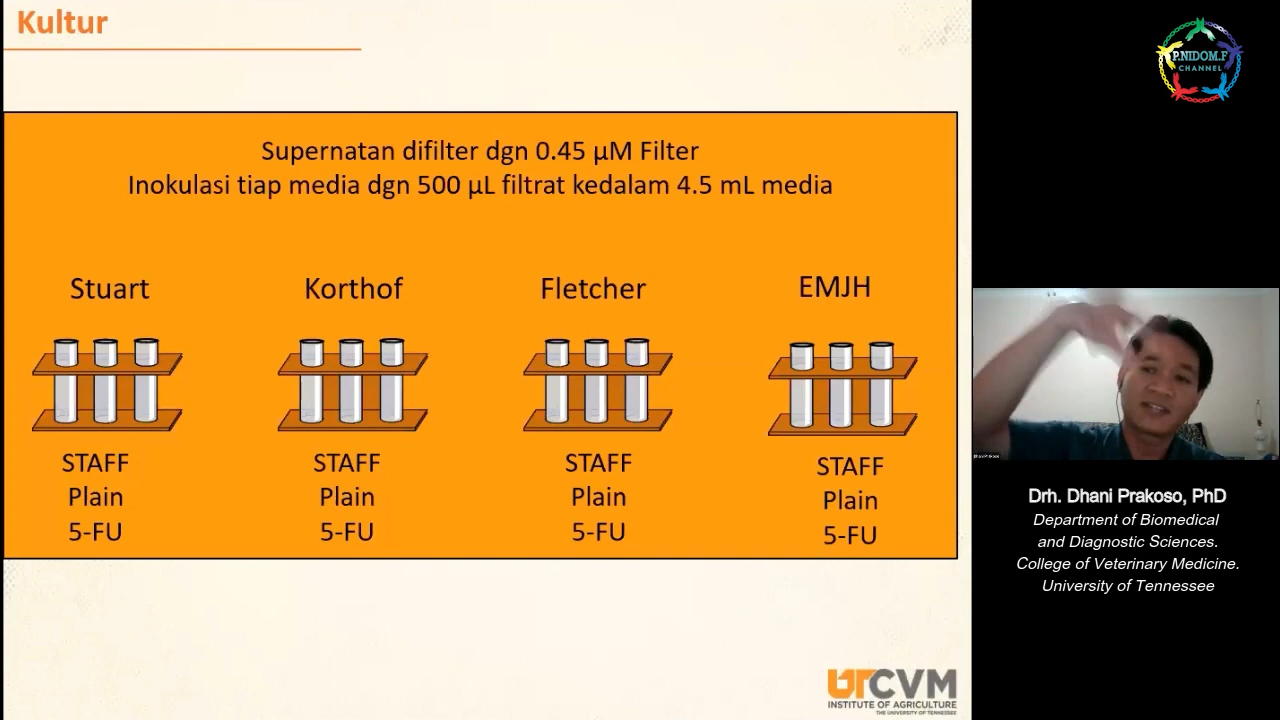 Kultur
Supernatan difilter dgn 0.45 µM Filter
Inokulasi tiap media dgn 500 µL filtrat kedalam 4.5 mL media
Stuart
Korthof
Fletcher
EMJH
STAFF
Plain
5-FU
STAFF
Plain
5-FU
STAFF
Plain
5-FU
STAFF
Plain
5-FU
UTCVM
INSTITUTE OF AGRICULTURE
THE UNIVERSITY OF TENNESSEE
P.NIDOM.F
CHANNEL
Drh. Dhani Prakoso, PhD
Department of Biomedical
and Diagnostic Sciences.
College of Veterinary Medicine.
University of Tennessee